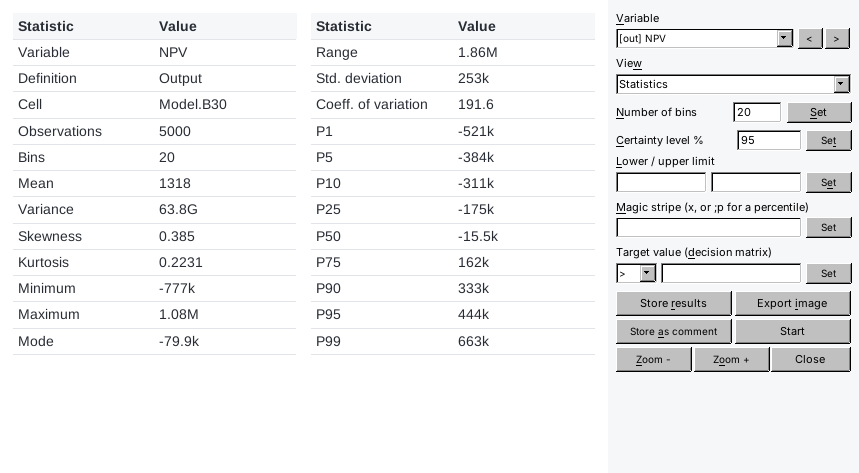 Statistic Value
Variable NPV
Definition Output
Cell Model.B30
Observations 5000
Bins 20
Mean 1318
Variance 63.8G
Skewness 0.385
Kurtosis 0.2231
Minimum -777k
Maximum 1.08M
Mode -79.9k
Statistic Value
Range 1.86M
Std. deviation 253k
Coeff. of variation 191.6
P1 -521k
P5 -384k
P10 -311k
P25 -175k
P50 -15.5k
P75 162k
P90 333k
P95 444k
P99 663k
Variable
[out] NPV < >
View
Statistics
Number of bins 20 Set
Certainty level % 95 Set
Lower / upper limit
Set
Magic stripe (x, or ;p for a percentile)
Set
Target value (decision matrix)
> Set
Store results Export image
Store as comment Start
Zoom - Zoom + Close